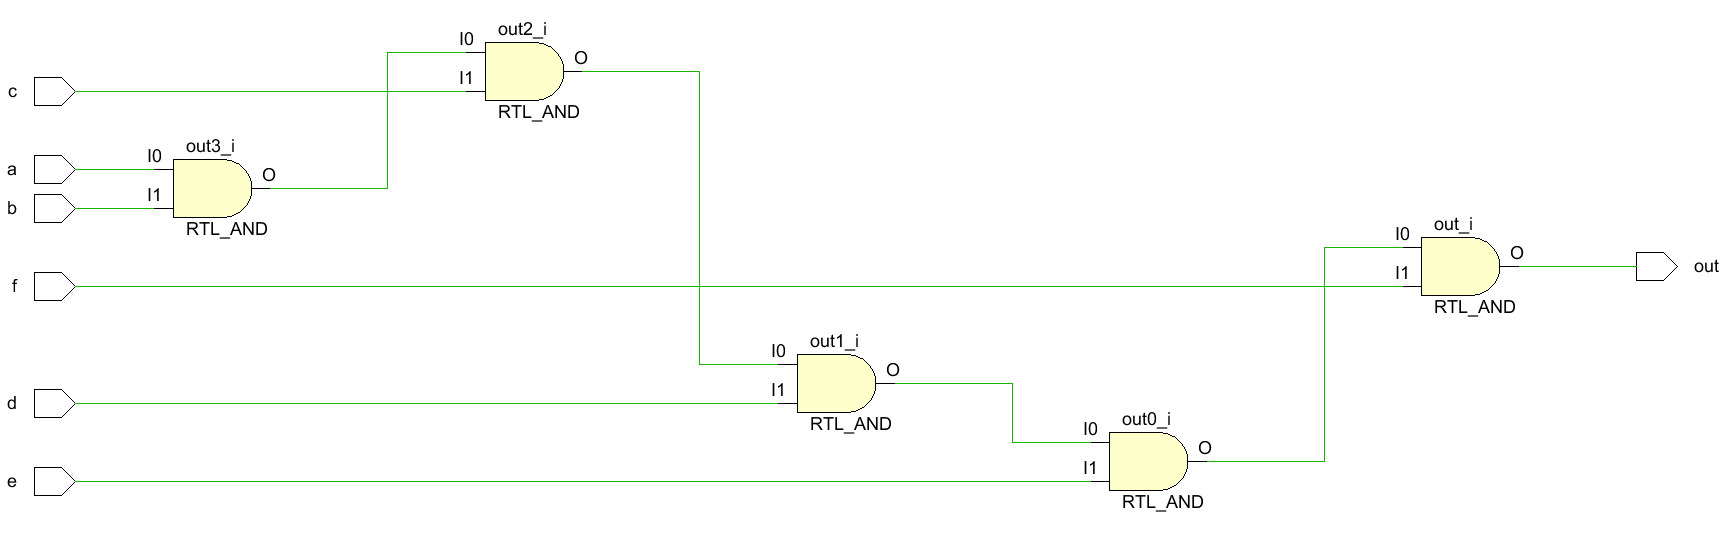 out2_i
I0
O
I1
c
RTL_AND
out3_i
I0
a
O
I1
b
RTL_AND
out_i
I0
O
out
I1
f
RTL_AND
out1_i
I0
O
I1
d
RTL_AND
out0_i
I0
O
I1
e
RTL_AND